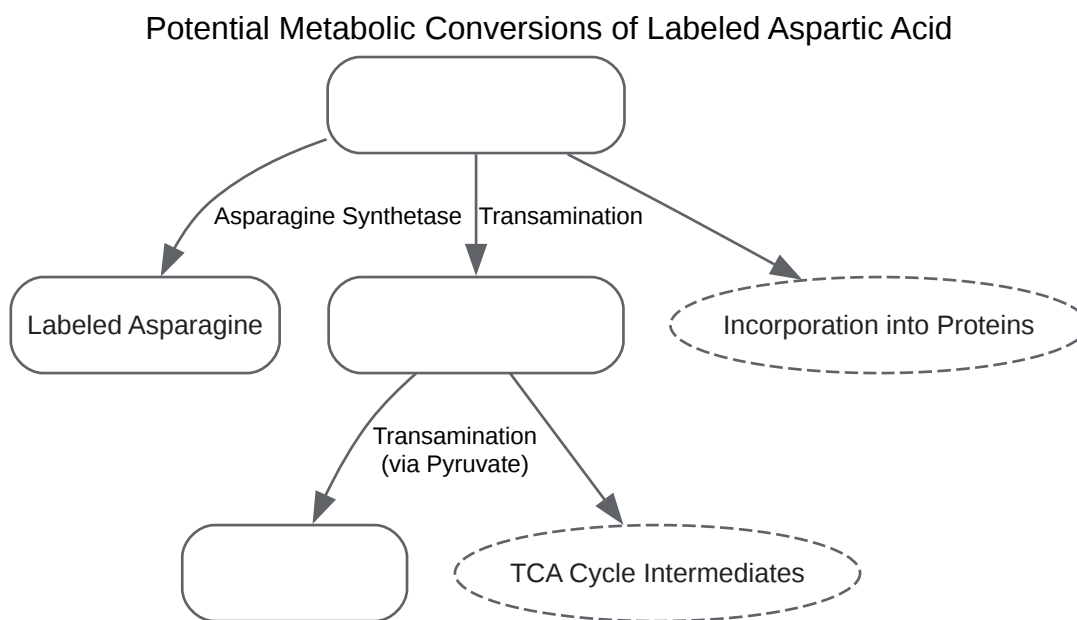 Potential Metabolic Conversions of Labeled Aspartic Acid
Asparagine Synthetase
Transamination
Labeled Asparagine
Incorporation into Proteins
Transamination
(via Pyruvate)
TCA Cycle Intermediates